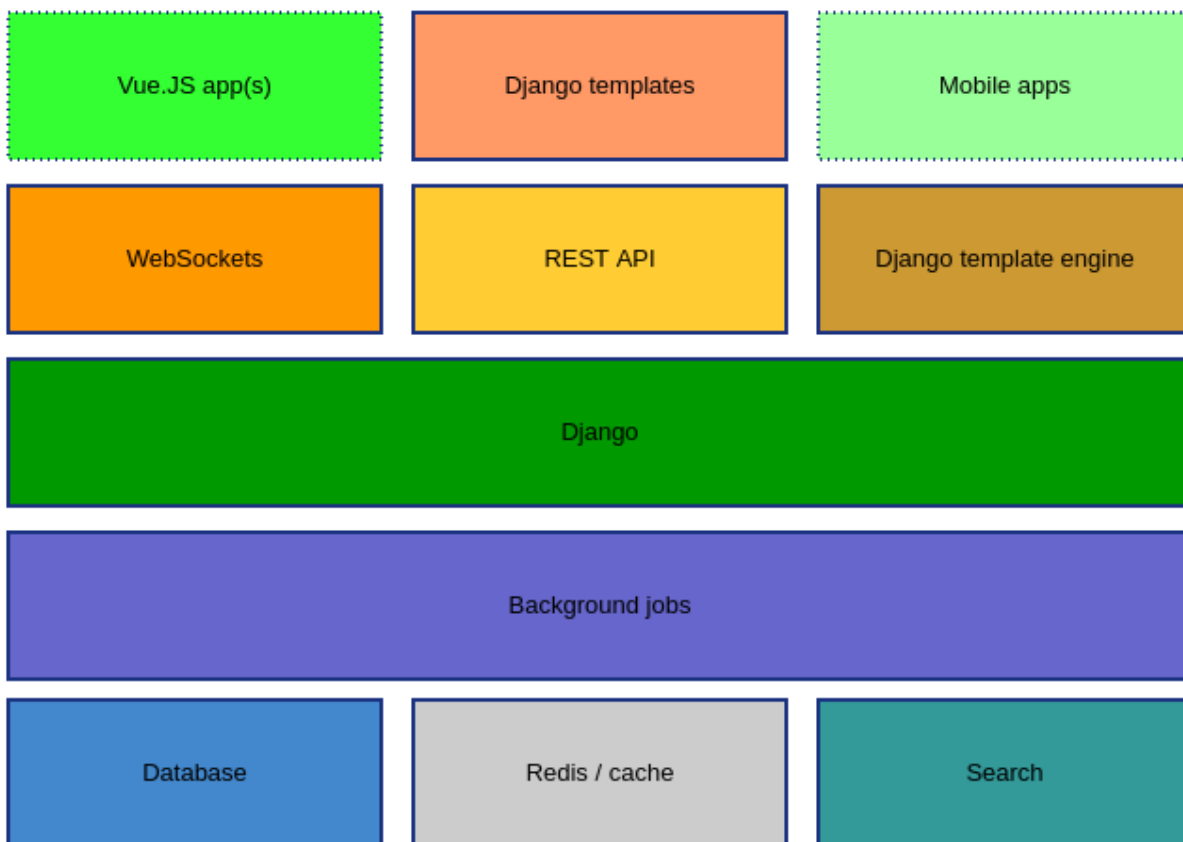 Vue.JS app(s)
Django templates
Mobile apps
WebSockets
REST API
Django template engine
Django
Background jobs
Database
Redis / cache
Search